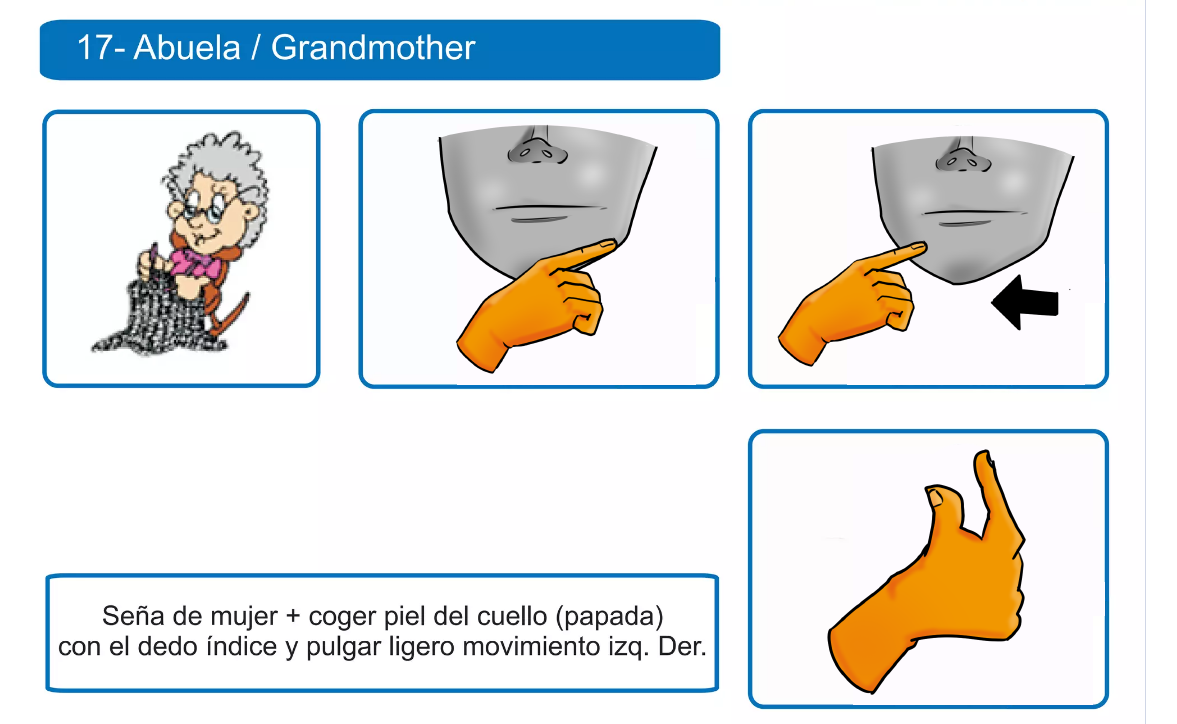 17- Abuela / Grandmother
Seña de mujer + coger piel del cuello (papada)
con el dedo índice y pulgar ligero movimiento izq. Der.